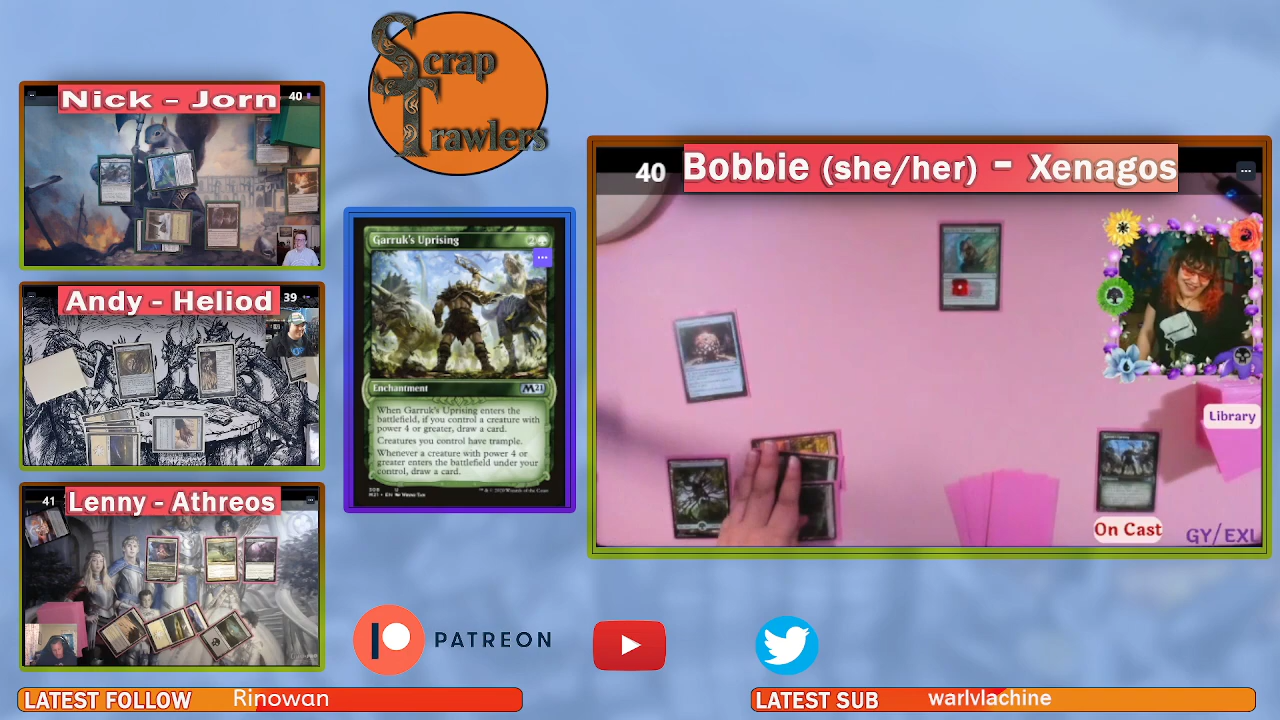 Scrap
Trawlers
Nick - Jorn
40
Andy - Heliod
39
41
Lenny - Athreos
Garruk's Uprising
2
Enchantment
M21
When Garruk's Uprising enters the
battlefield, if you control a creature with
power 4 or greater, draw a card.
Creatures you control have trample.
Whenever a creature with power 4 or
greater enters the battlefield under your
control, draw a card.
40
Bobbie (she/her) - Xenagos
Library
On Cast
GY/EXL
PATREON
LATEST FOLLOW
Rinowan
LATEST SUB
warlvlachine